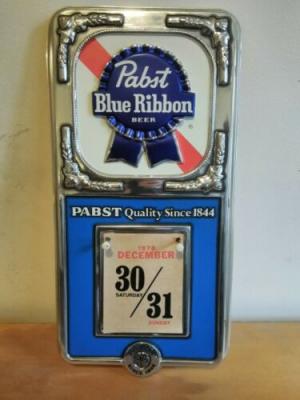 Pabst
Blue Ribbon
BEER
®
PABST Quality Since 1844
1978
DECEMBER
30/31
SATURDAY
SUNDAY